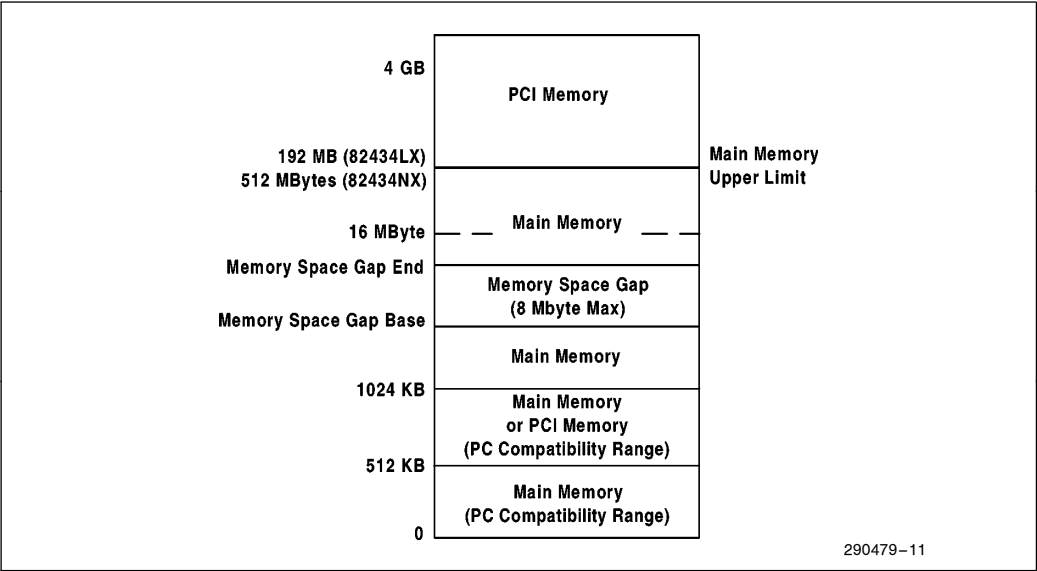 4 GB
PCI Memory
192 MB (82434LX)
512 MBytes (82434NX)
Main Memory
Upper Limit
Main Memory
16 MByte
Memory Space Gap End
Memory Space Gap
(8 Mbyte Max)
Memory Space Gap Base
Main Memory
1024 KB
Main Memory
or PCI Memory
(PC Compatibility Range)
512 KB
Main Memory
(PC Compatibility Range)
0
290479–11